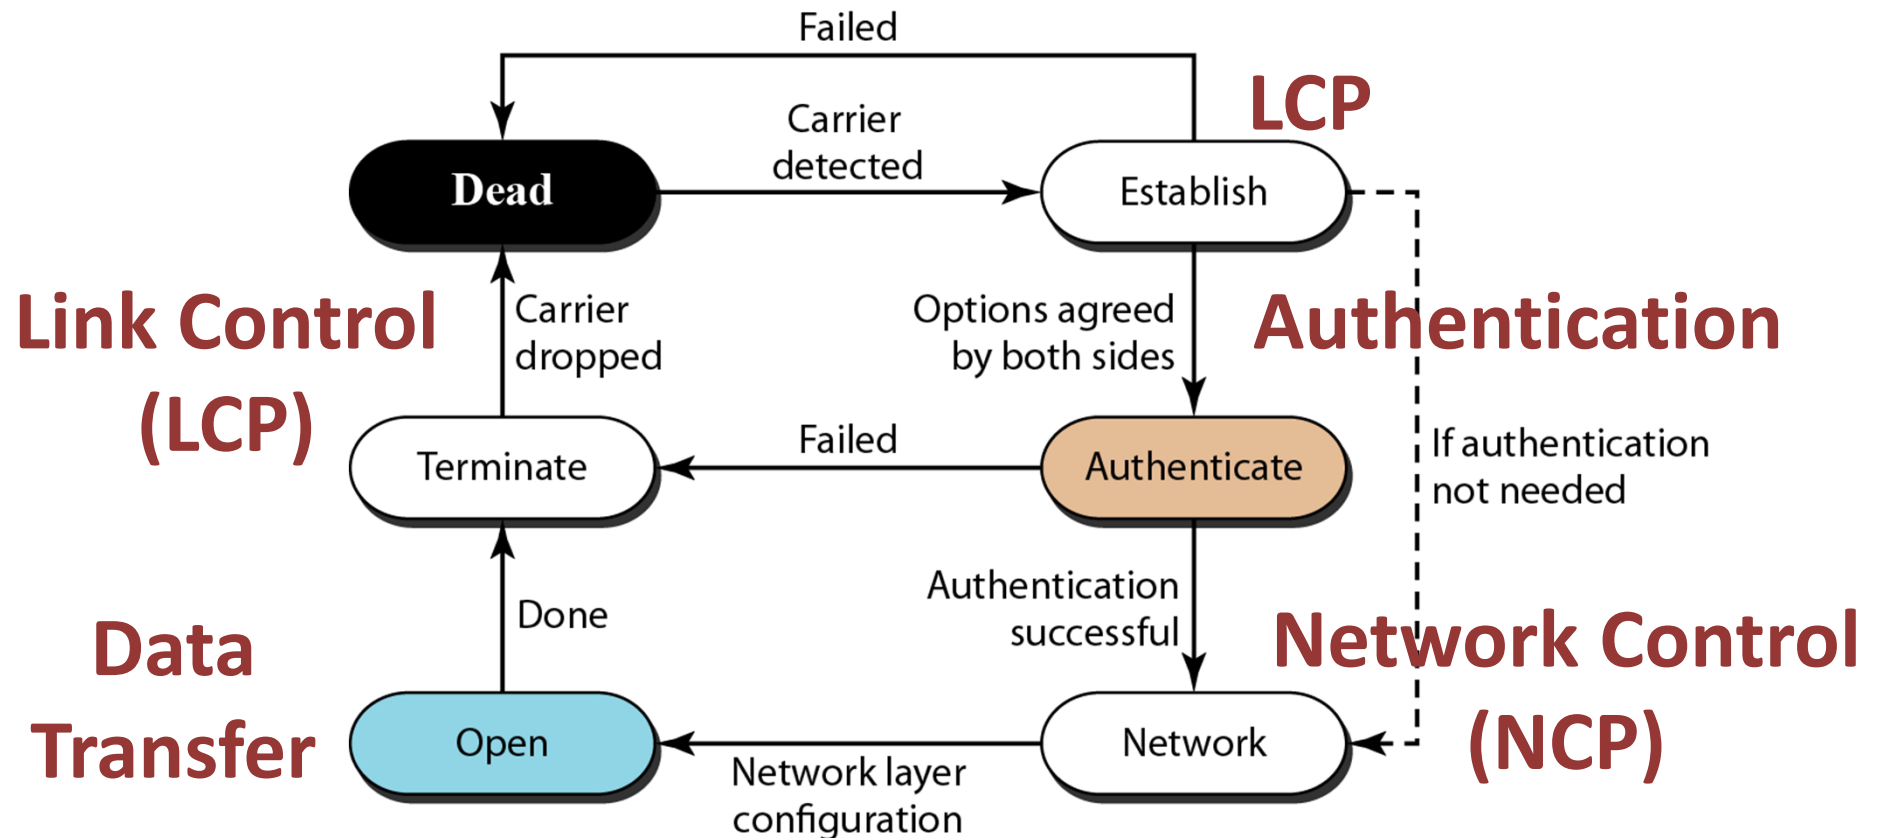 Failed
LCP
Carrier
detected
Dead
Establish
Link Control
(LCP)
Carrier
dropped
Options agreed
by both sides
Authentication
Terminate
Failed
Authenticate
If authentication
not needed
Data
Transfer
Done
Authentication
successful
Network Control
(NCP)
Open
Network
Network layer
configuration